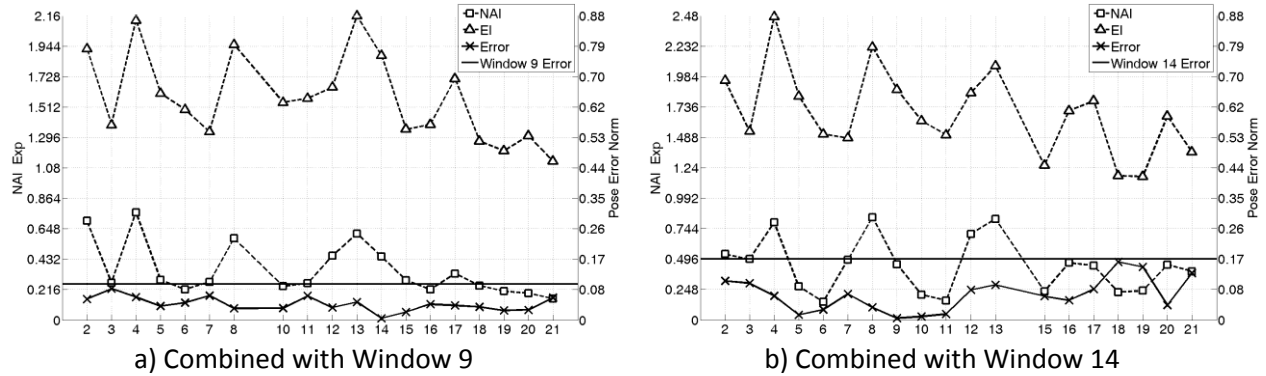 2.16
1.944
1.728
1.512
1.296
1.08
0.864
0.648
0.432
0.216
0
NAI Exp
NAI
EI
Error
Window 9 Error
0.88
0.79
0.70
0.62
0.53
0.44
0.35
0.26
0.17
0.08
0
Pose Error Norm
2 3 4 5 6 7 8 10 11 12 13 14 15 16 17 18 19 20 21
a) Combined with Window 9
2.48
2.232
1.984
1.736
1.488
1.24
0.992
0.744
0.496
0.248
0
NAI Exp
NAI
EI
Error
Window 14 Error
0.88
0.79
0.70
0.62
0.53
0.44
0.35
0.26
0.17
0.08
0
Pose Error Norm
2 3 4 5 6 7 8 9 10 11 12 13 15 16 17 18 19 20 21
b) Combined with Window 14